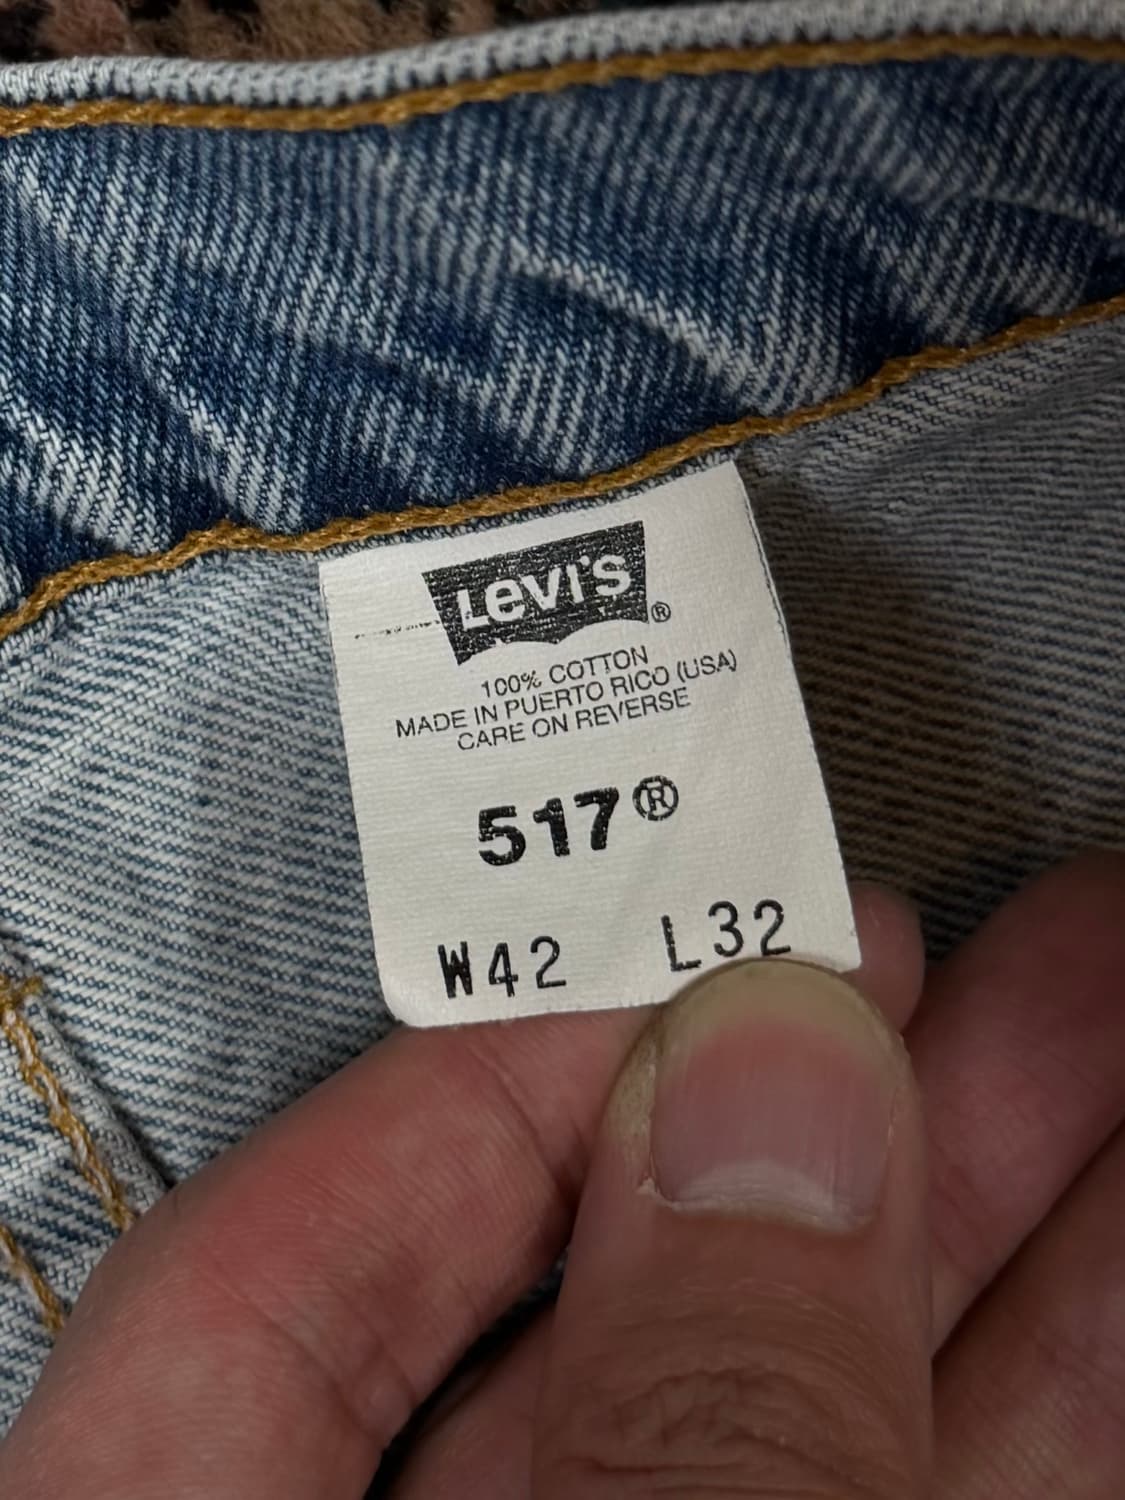 Levi's®
100% COTTON
MADE IN PUERTO RICO (USA)
CARE ON REVERSE
517®
W42 L32